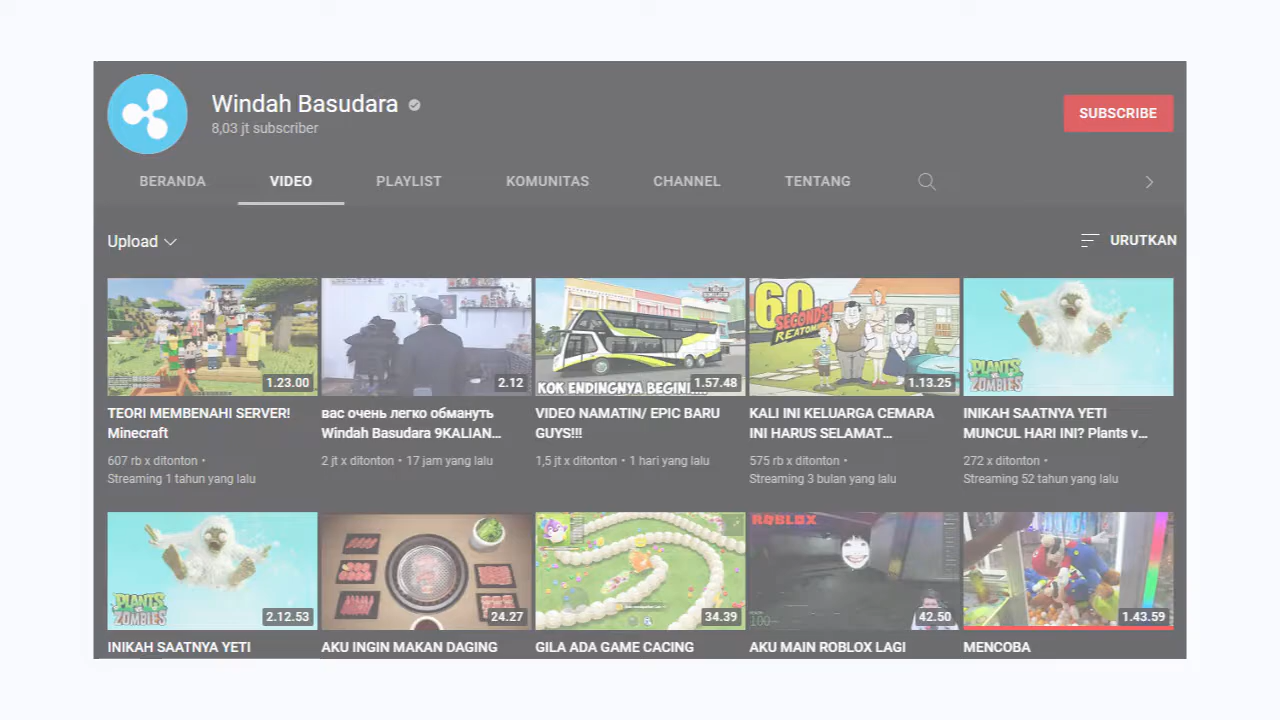 Windah Basudara
8,03 jt subscriber
SUBSCRIBE
BERANDA
VIDEO
PLAYLIST
KOMUNITAS
CHANNEL
TENTANG
Upload
URUTKAN
1.23.00
2.12
KOK ENDINGNYA BEGINI
1.57.48
60
SECONDS!
REATOM
1.13.25
PLANTS
VS
ZOMBIES
TEORI MEMBENAHI SERVER!
Minecraft
607 rb x ditonton •
Streaming 1 tahun yang lalu
вас очень легко обмануть
Windah Basudara 9KALIAN...
2 jt x ditonton • 17 jam yang lalu
VIDEO NAMATIN/ EPIC BARU
GUYS!!!
1,5 jt x ditonton • 1 hari yang lalu
KALI INI KELUARGA CEMARA
INI HARUS SELAMAT...
575 rb x ditonton •
Streaming 3 bulan yang lalu
INIKAH SAATNYA YETI
MUNCUL HARI INI? Plants v...
272 x ditonton •
Streaming 52 tahun yang lalu
PLANTS
VS
ZOMBIES
2.12.53
24.27
34.39
ROBLOX
100
42.50
1.43.59
INIKAH SAATNYA YETI
AKU INGIN MAKAN DAGING
GILA ADA GAME CACING
AKU MAIN ROBLOX LAGI
MENCOBA